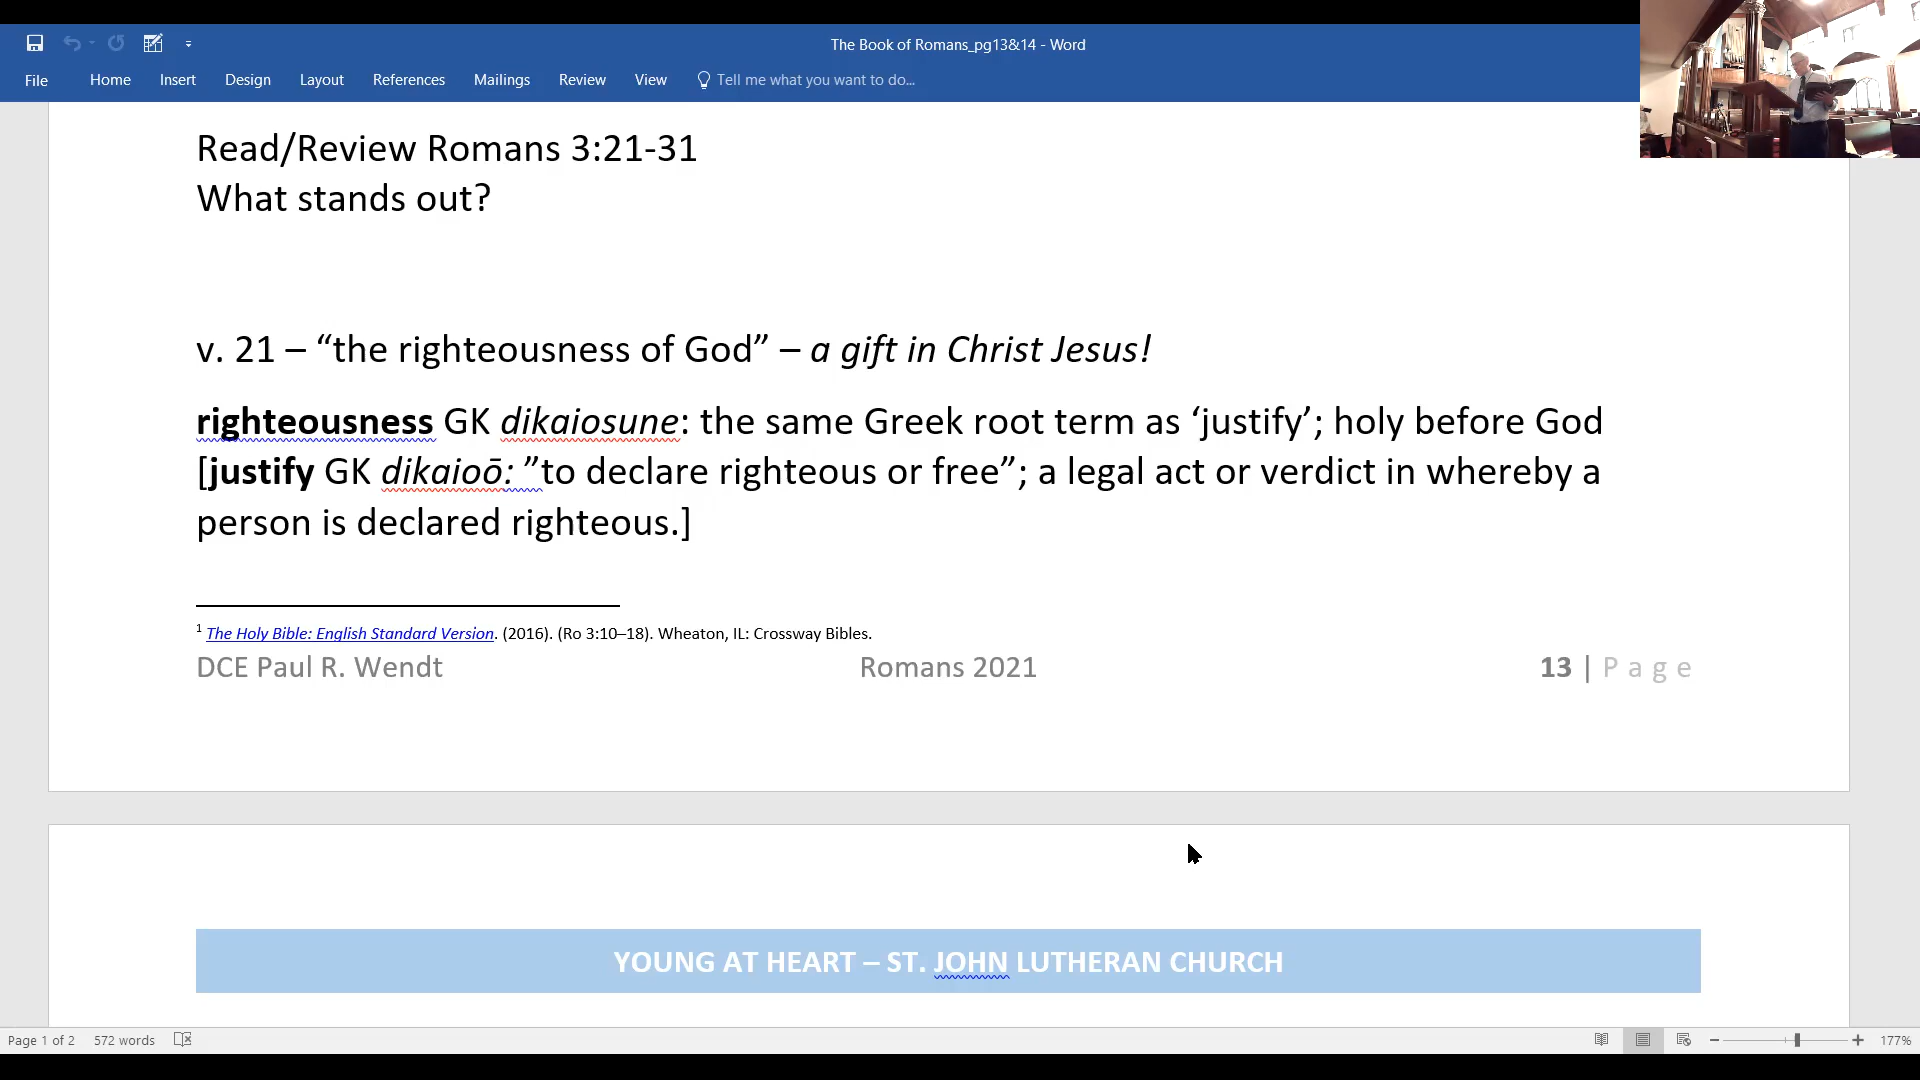 The Book of Romans_pg13&14 - Word
File Home Insert Design Layout References Mailings Review View Tell me what you want to do...
Read/Review Romans 3:21-31
What stands out?
v. 21 – “the righteousness of God” – a gift in Christ Jesus!
righteousness GK dikaiosune: the same Greek root term as ‘justify’; holy before God
[justify GK dikaioō: ”to declare righteous or free”; a legal act or verdict in whereby a
person is declared righteous.]
1 The Holy Bible: English Standard Version. (2016). (Ro 3:10–18). Wheaton, IL: Crossway Bibles.
DCE Paul R. Wendt Romans 2021 13 | Page
YOUNG AT HEART – ST. JOHN LUTHERAN CHURCH
Page 1 of 2 572 words 177%